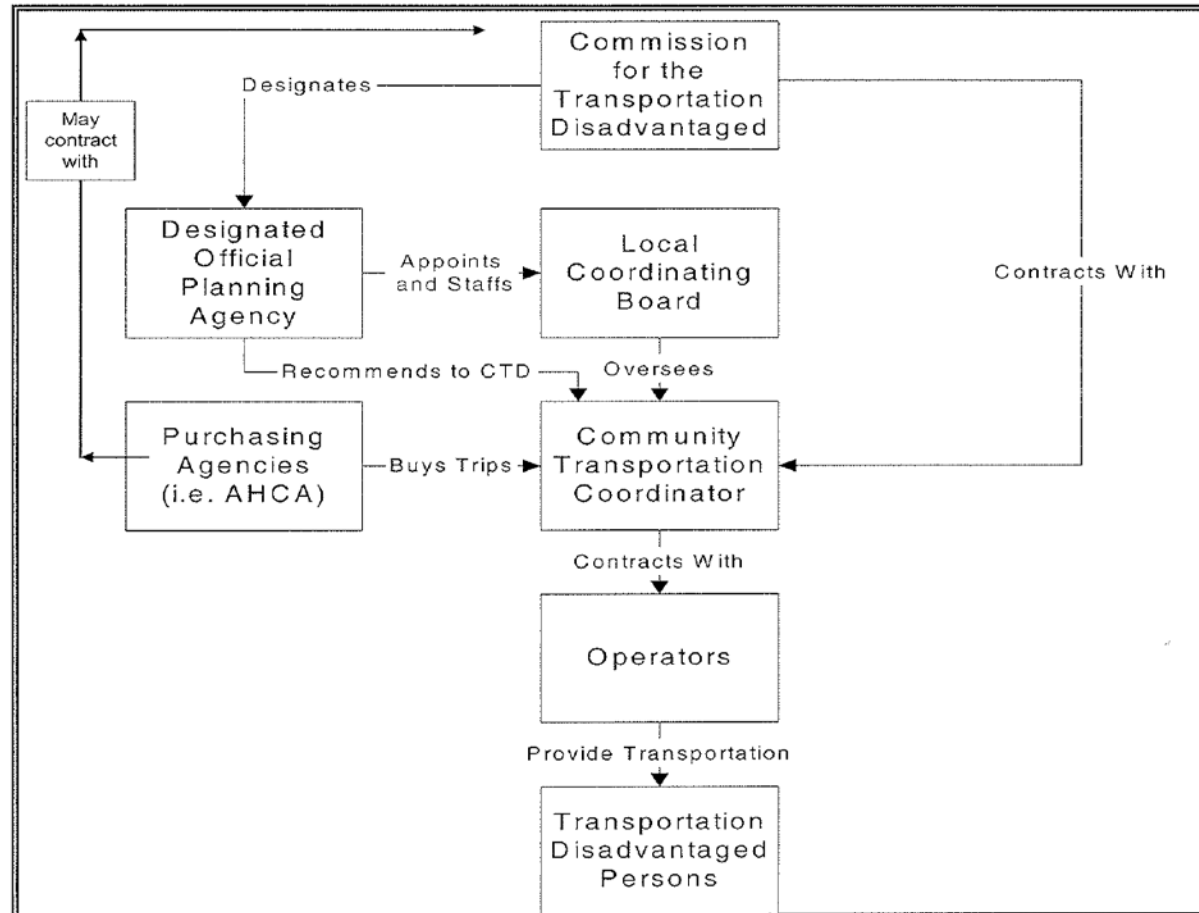 Commission
for the
Transportation
Disadvantaged
Designates
May
contract
with
Designated
Official
Planning
Agency
Appoints
and Staffs
Local
Coordinating
Board
Contracts With
Recommends to CTD
Oversees
Purchasing
Agencies
(i.e. AHCA)
Buys Trips
Community
Transportation
Coordinator
Contracts With
Operators
Provide Transportation
Transportation
Disadvantaged
Persons